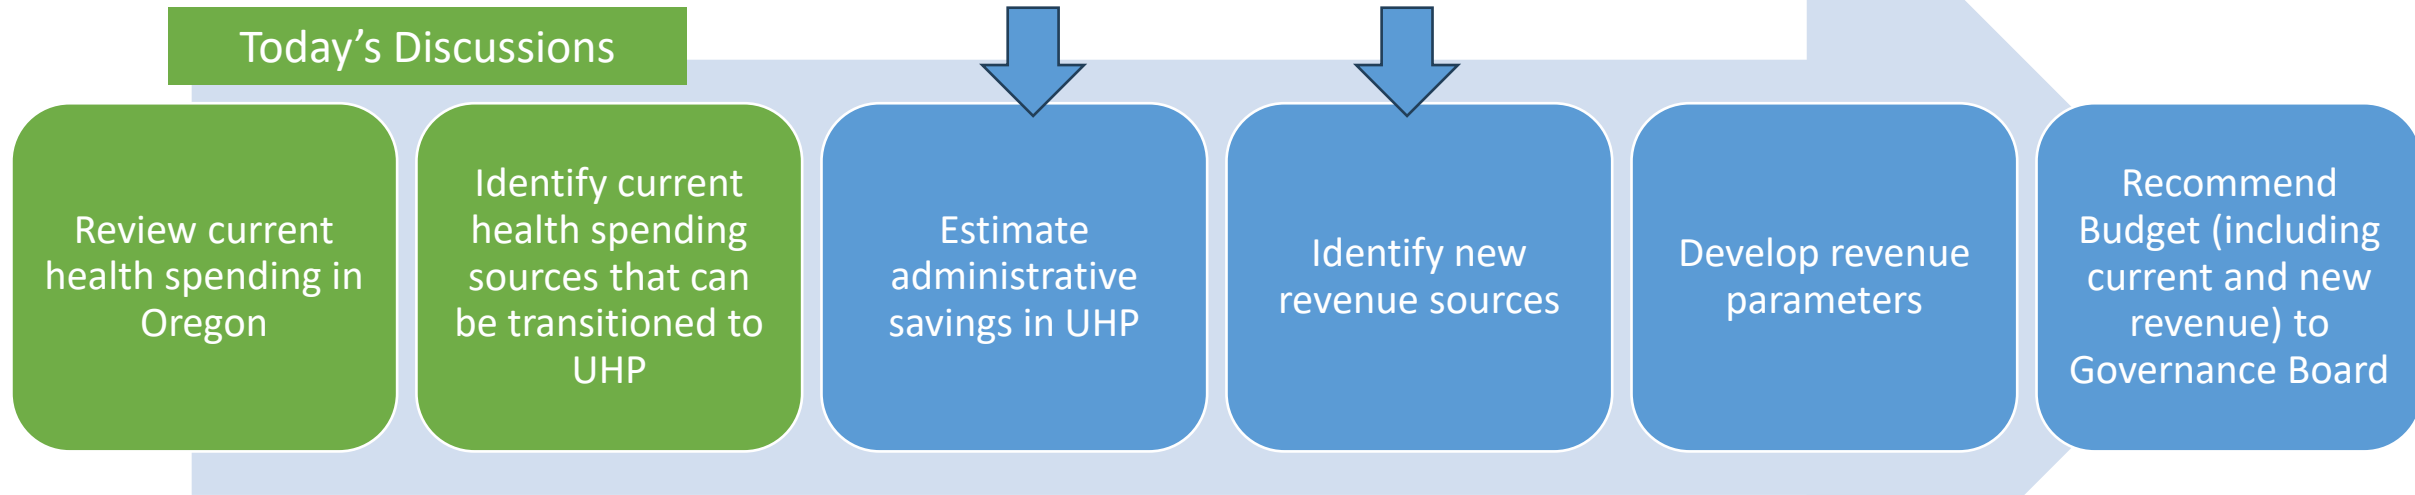 Today’s Discussions
Review current
health spending in
Oregon
Identify current
health spending
sources that can
be transitioned to
UHP
Estimate
administrative
savings in UHP
Identify new
revenue sources
Develop revenue
parameters
Recommend
Budget (including
current and new
revenue) to
Governance Board